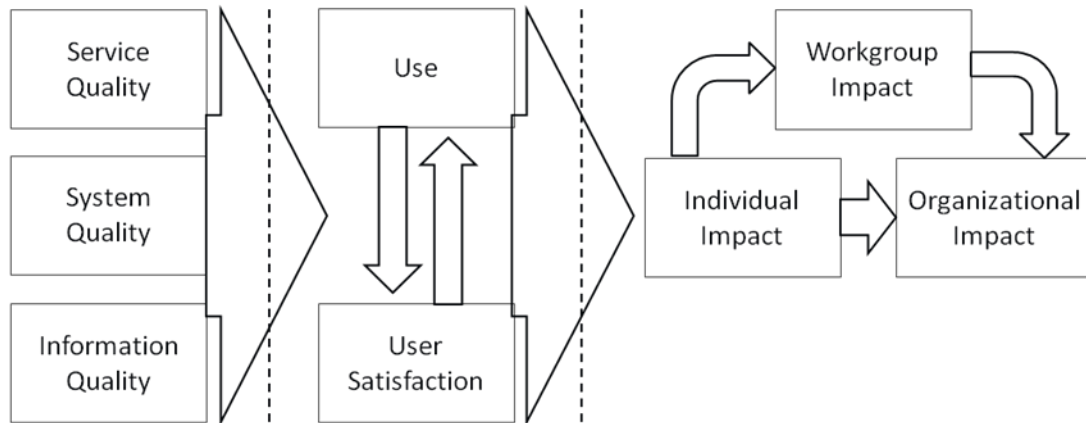 Service
Quality
System
Quality
Information
Quality
Use
User
Satisfaction
Workgroup
Impact
Individual
Impact
Organizational
Impact